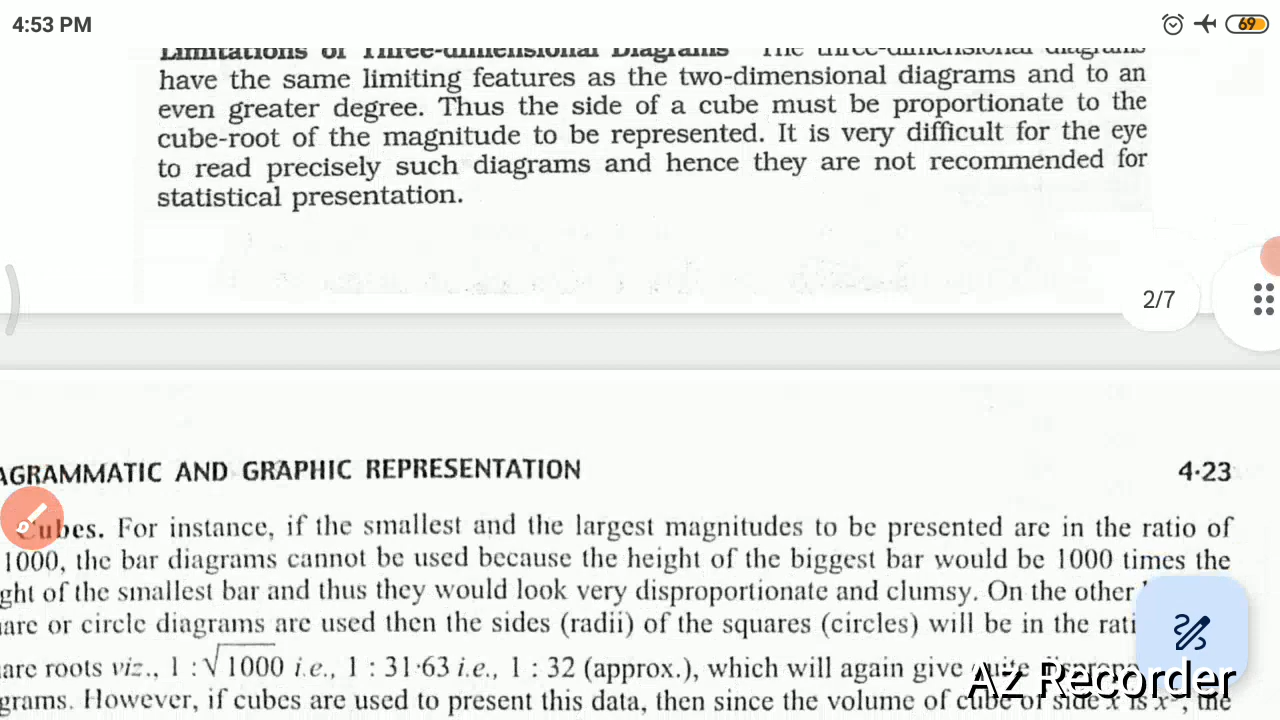 4:53 PM
69
Limitations of Three-dimensional Diagrams The three-dimensional diagrams
have the same limiting features as the two-dimensional diagrams and to an
even greater degree. Thus the side of a cube must be proportionate to the
cube-root of the magnitude to be represented. It is very difficult for the eye
to read precisely such diagrams and hence they are not recommended for
statistical presentation.
2/7
AGRAMMATIC AND GRAPHIC REPRESENTATION 4·23
Cubes. For instance, if the smallest and the largest magnitudes to be presented are in the ratio of
1000, the bar diagrams cannot be used because the height of the biggest bar would be 1000 times the
ght of the smallest bar and thus they would look very disproportionate and clumsy. On the other
uare or circle diagrams are used then the sides (radii) of the squares (circles) will be in the rati
uare roots viz., 1 : √1000 i.e., 1 : 31·63 i.e., 1 : 32 (approx.), which will again give quite
grams. However, if cubes are used to present this data, then since the volume of cube of side x is x³, the
Az Recorder